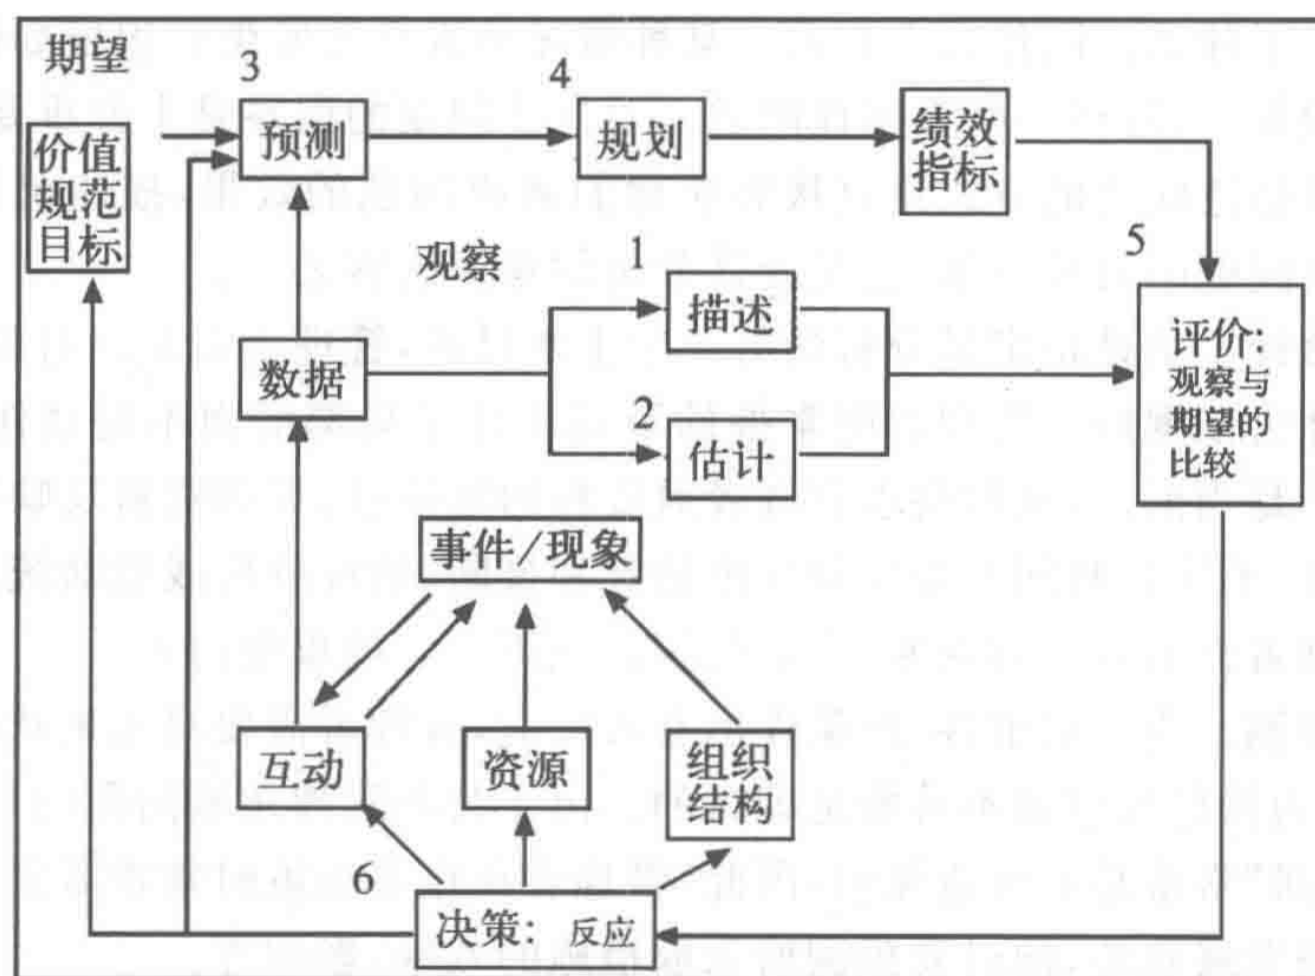 期望
3
4
价值
规范
目标
预测
规划
绩效
指标
观察
1
5
描述
数据
2
估计
评价：
观察与
期望的
比较
事件/现象
互动
资源
组织
结构
6
决策：反应